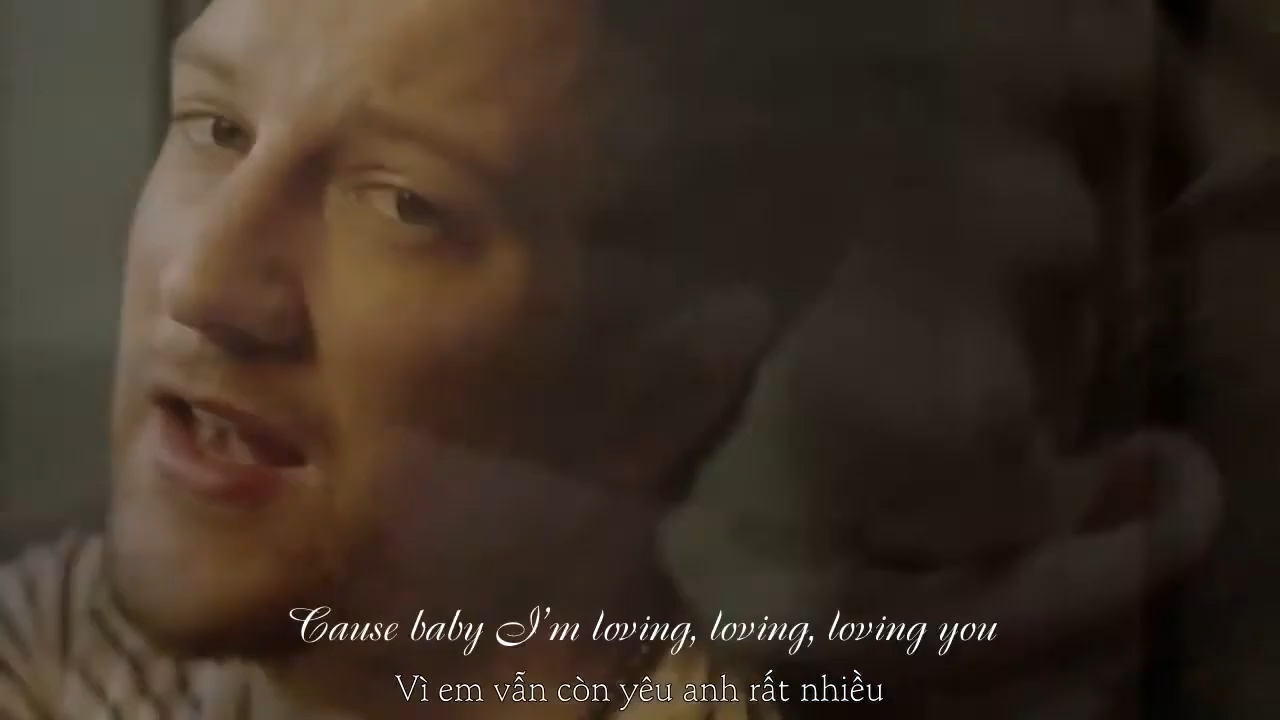 'Cause baby I'm loving, loving, loving you
Vì em vẫn còn yêu anh rất nhiều